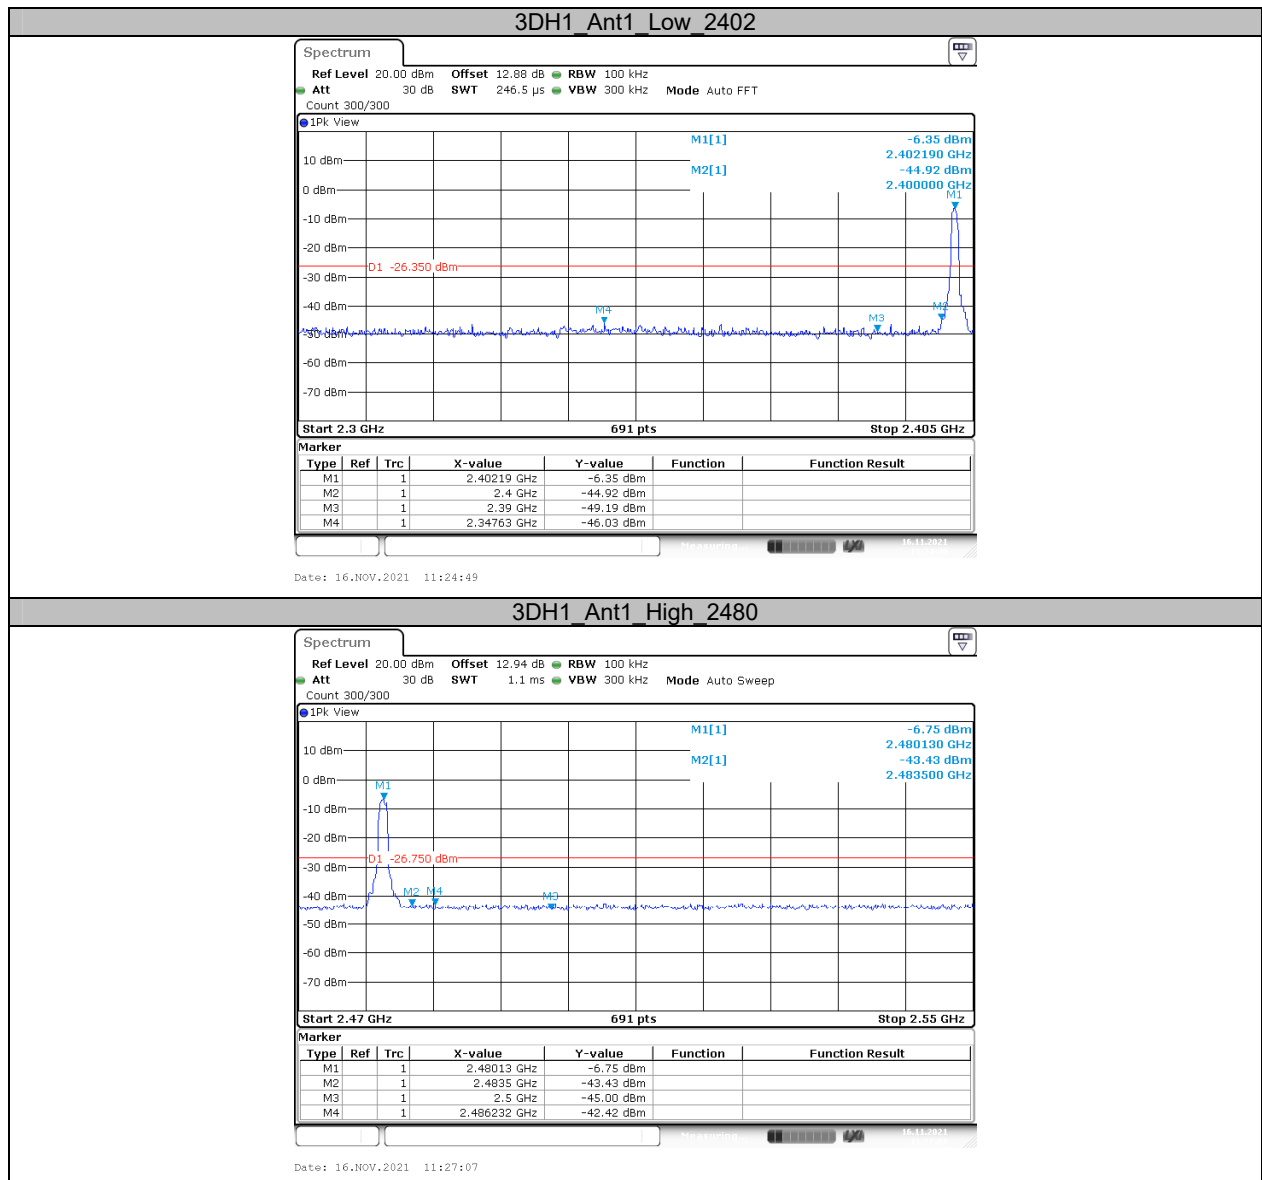 3DH1_Ant1_Low_2402
Spectrum
Ref Level 20.00 dBm Offset 12.88 dB RBW 100 kHz
Att 30 dB SWT 246.5 µs VBW 300 kHz Mode Auto FFT
Count 300/300
1Pk View
M1[1] -6.35 dBm
2.402190 GHz
10 dBm
M2[1] -44.92 dBm
2.400000 GHz
0 dBm
M1
-10 dBm
-20 dBm
D1 -26.350 dBm
-30 dBm
-40 dBm
M4
M2
M3
-50 dBm
-60 dBm
-70 dBm
Start 2.3 GHz 691 pts Stop 2.405 GHz
Marker
Type Ref Trc X-value Y-value Function Function Result
M1 1 2.40219 GHz -6.35 dBm
M2 1 2.4 GHz -44.92 dBm
M3 1 2.39 GHz -49.19 dBm
M4 1 2.34763 GHz -46.03 dBm
Measuring... 16.11.2021
Date: 16.NOV.2021 11:24:49
3DH1_Ant1_High_2480
Spectrum
Ref Level 20.00 dBm Offset 12.94 dB RBW 100 kHz
Att 30 dB SWT 1.1 ms VBW 300 kHz Mode Auto Sweep
Count 300/300
1Pk View
M1[1] -6.75 dBm
2.480130 GHz
10 dBm
M2[1] -43.43 dBm
2.483500 GHz
0 dBm
M1
-10 dBm
-20 dBm
D1 -26.750 dBm
-30 dBm
-40 dBm
M2 M4 M3
-50 dBm
-60 dBm
-70 dBm
Start 2.47 GHz 691 pts Stop 2.55 GHz
Marker
Type Ref Trc X-value Y-value Function Function Result
M1 1 2.48013 GHz -6.75 dBm
M2 1 2.4835 GHz -43.43 dBm
M3 1 2.5 GHz -45.00 dBm
M4 1 2.486232 GHz -42.42 dBm
Measuring... 16.11.2021
Date: 16.NOV.2021 11:27:07